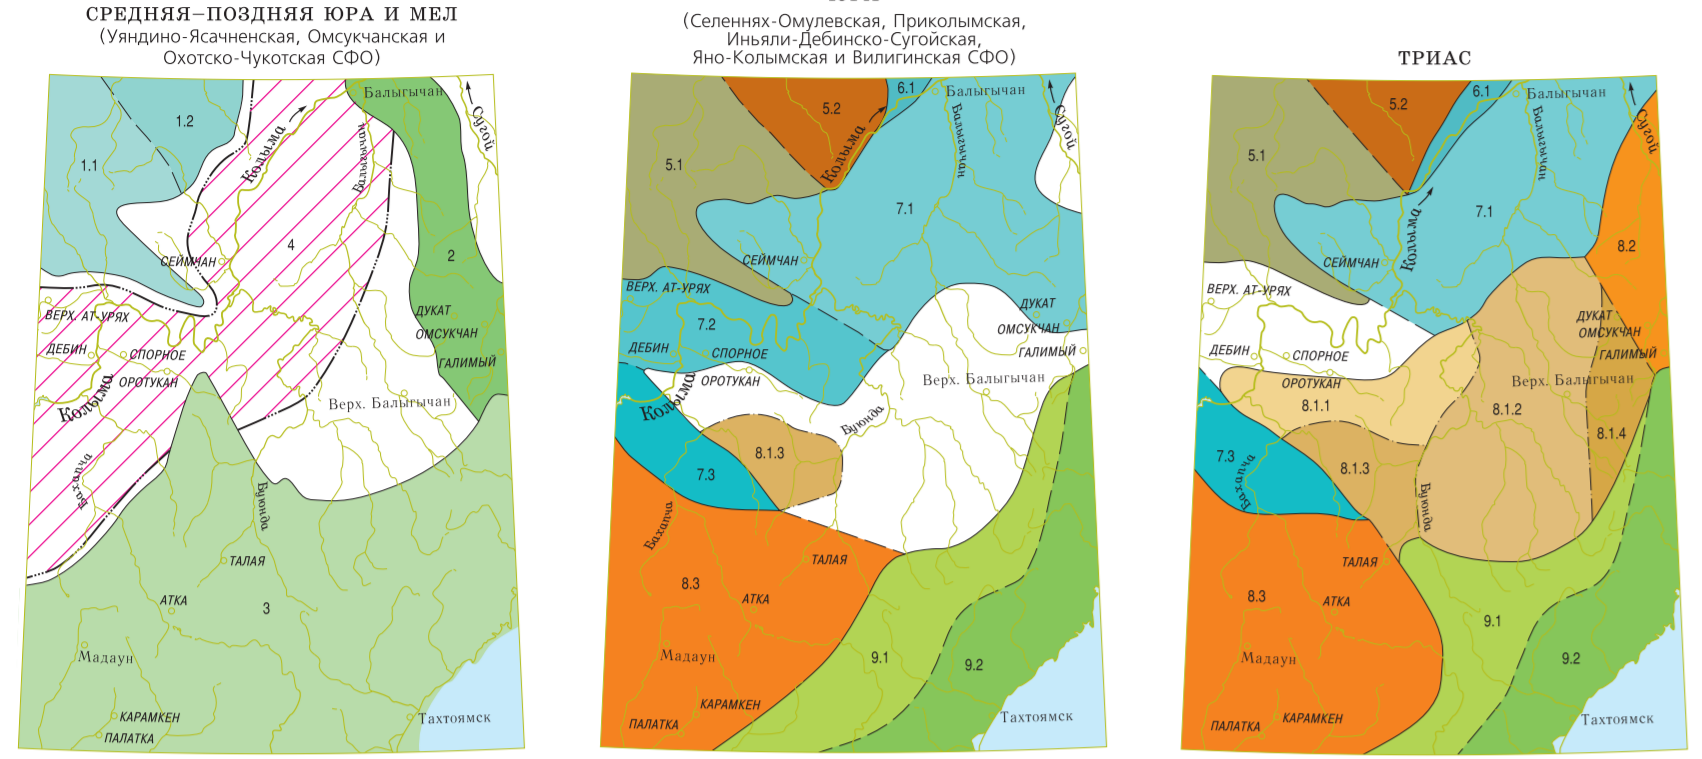 СРЕДНЯЯ–ПОЗДНЯЯ ЮРА И МЕЛ
(Уяндино-Ясачненская, Омсукчанская и
Охотско-Чукотская СФО)
Балыгычан
Сугой
1.2
Колыма
1.1
Балыгычан
4
2
СЕЙМЧАН
ДУКАТ
ВЕРХ. АТ-УРЯХ
ОМСУКЧАН
ДЕБИН
СПОРНОЕ
ГАЛИМЫЙ
ОРОТУКАН
Колыма
Верх. Балыгычан
Бахапча
Буюнда
ТАЛАЯ
АТКА
3
Мадаун
КАРАМКЕН
Тахтоямск
ПАЛАТКА
(Селеннях-Омулевская, Приколымская,
Иньяли-Дебинско-Сугойская,
Яно-Колымская и Вилигинская СФО)
6.1
Балыгычан
5.2
Сугой
Колыма
Балыгычан
5.1
7.1
СЕЙМЧАН
ВЕРХ. АТ-УРЯХ
ДУКАТ
7.2
ОМСУКЧАН
ДЕБИН
СПОРНОЕ
ГАЛИМЫЙ
ОРОТУКАН
Верх. Балыгычан
Колыма
Буюнда
8.1.3
7.3
Бахапча
ТАЛАЯ
8.3
АТКА
Мадаун
9.1
9.2
КАРАМКЕН
Тахтоямск
ПАЛАТКА
ТРИАС
6.1
Балыгычан
5.2
Сугой
Балыгычан
5.1
7.1
Колыма
8.2
СЕЙМЧАН
ВЕРХ. АТ-УРЯХ
ДУКАТ
ОМСУКЧАН
ДЕБИН
СПОРНОЕ
ГАЛИМЫЙ
ОРОТУКАН
Верх. Балыгычан
8.1.1
8.1.2
8.1.4
7.3
8.1.3
Бахапча
Буюнда
ТАЛАЯ
8.3
АТКА
9.1
Мадаун
9.2
КАРАМКЕН
Тахтоямск
ПАЛАТКА